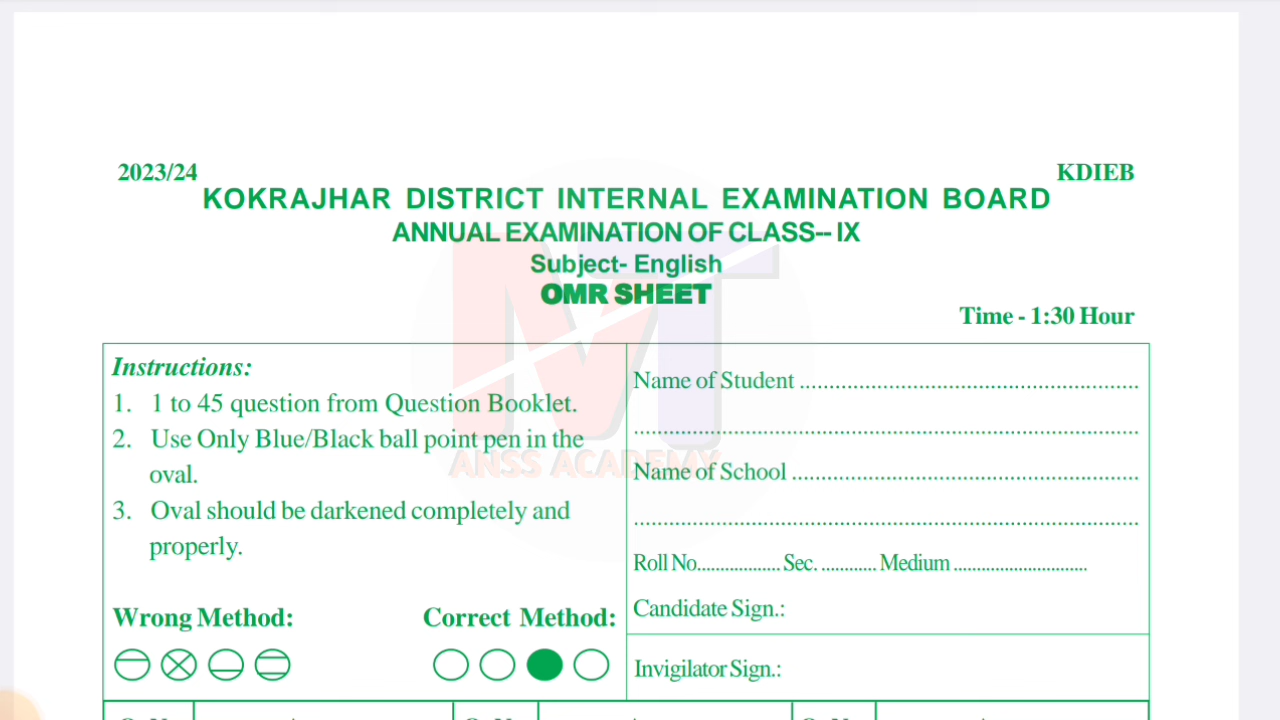 2023/24
KDIEB
KOKRAJHAR DISTRICT INTERNAL EXAMINATION BOARD
ANNUAL EXAMINATION OF CLASS-- IX
Subject- English
OMR SHEET
Time - 1:30 Hour
Instructions:
1. 1 to 45 question from Question Booklet.
2. Use Only Blue/Black ball point pen in the
oval.
3. Oval should be darkened completely and
properly.
Wrong Method:
Correct Method:
Name of Student ..........................................................
......................................................................................
Name of School ...........................................................
......................................................................................
Roll No.................. Sec. ............ Medium .............................
Candidate Sign.:
Invigilator Sign.:
ANSS ACADEMY